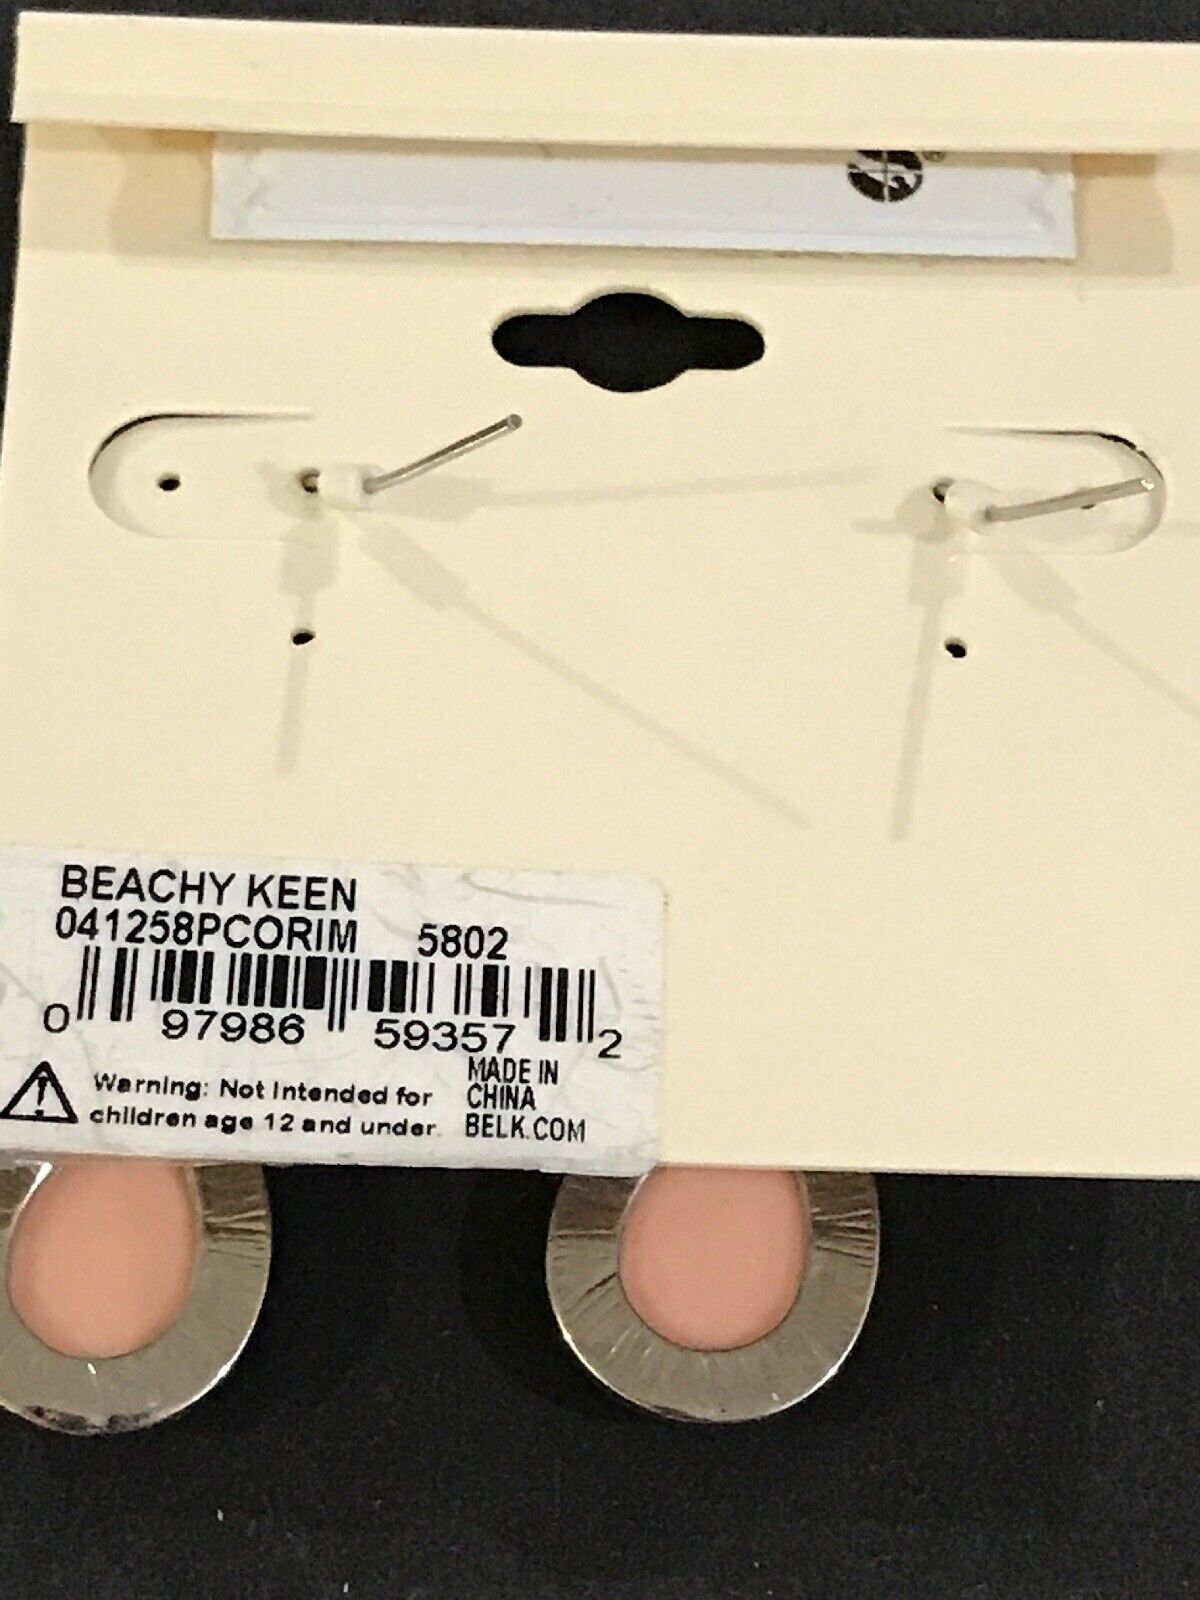 BEACHY KEEN
041258PCORIM 5802
0 97986 59357 2
Warning: Not Intended for
children age 12 and under.
MADE IN
CHINA
BELK.COM